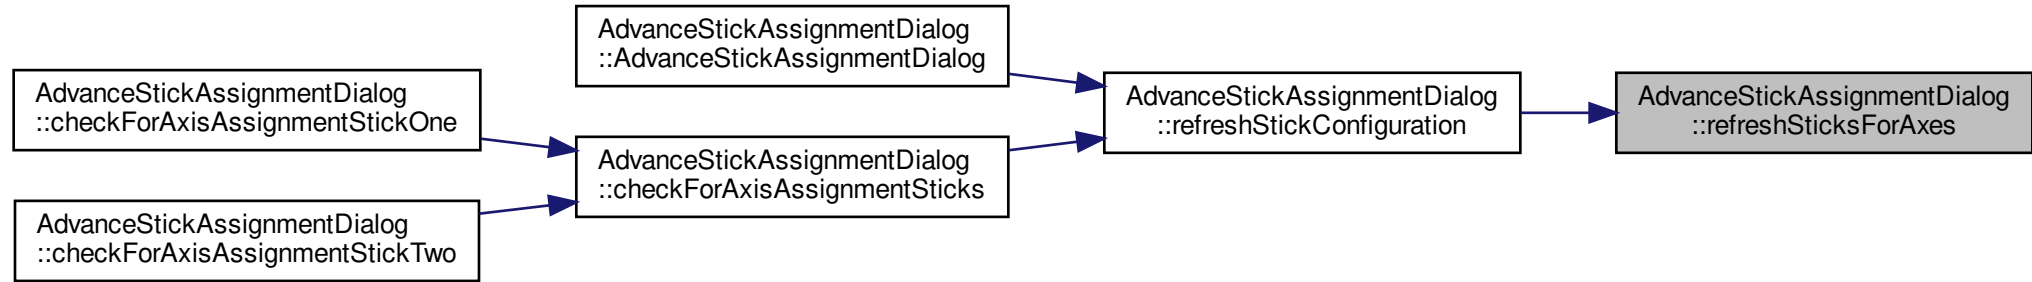 AdvanceStickAssignmentDialog
::checkForAxisAssignmentStickOne
AdvanceStickAssignmentDialog
::checkForAxisAssignmentStickTwo
AdvanceStickAssignmentDialog
::AdvanceStickAssignmentDialog
AdvanceStickAssignmentDialog
::checkForAxisAssignmentSticks
AdvanceStickAssignmentDialog
::refreshStickConfiguration
AdvanceStickAssignmentDialog
::refreshSticksForAxes